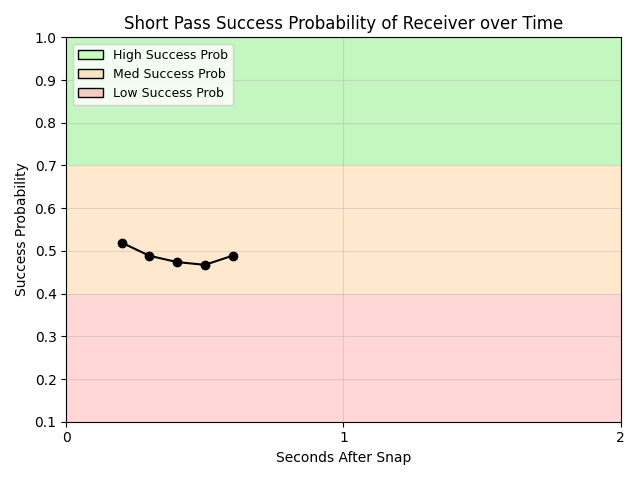 Short Pass Success Probability of Receiver over Time
1.0
0.9
0.8
0.7
0.6
0.5
0.4
0.3
0.2
0.1
Success Probability
High Success Prob
Med Success Prob
Low Success Prob
0 1 2
Seconds After Snap